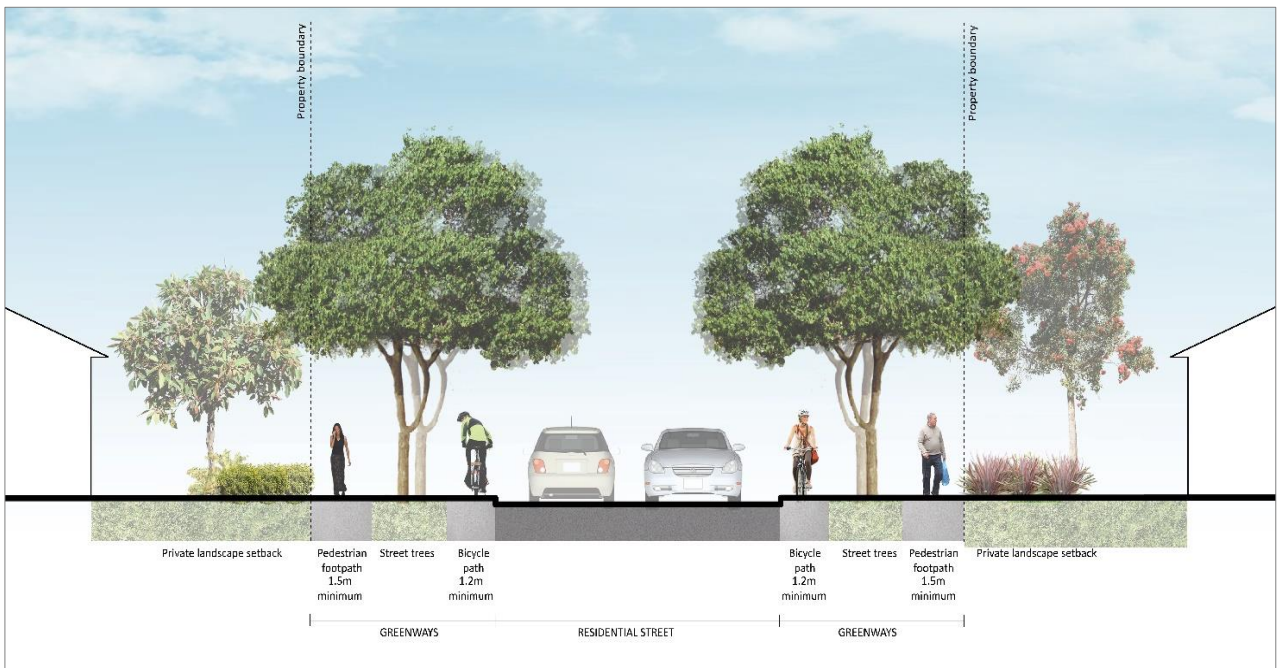 Property boundary
Property boundary
Private landscape setback
Pedestrian
footpath
1.5m
minimum
Street trees
Bicycle
path
1.2m
minimum
Bicycle
path
1.2m
minimum
Street trees
Pedestrian
footpath
1.5m
minimum
Private landscape setback
GREENWAYS
RESIDENTIAL STREET
GREENWAYS